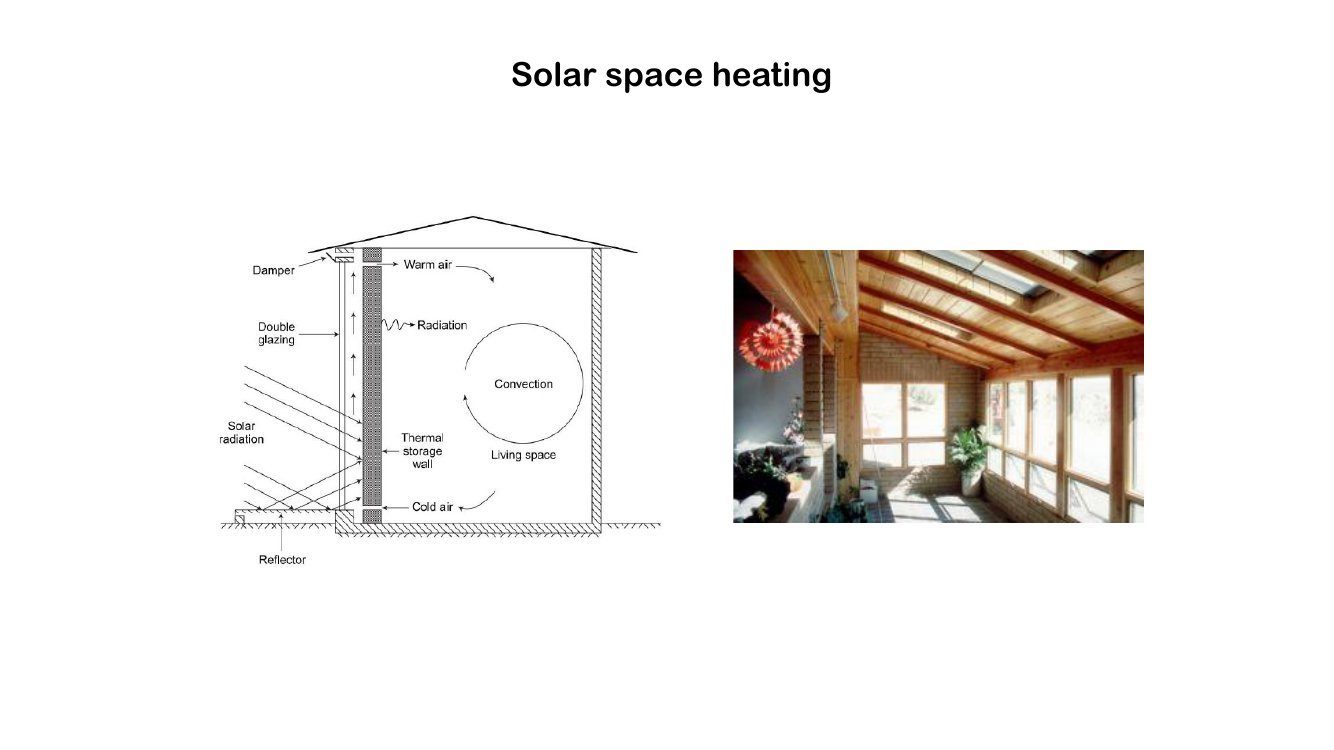 Solar space heating
Damper
Warm air
Double
glazing
Radiation
Convection
Solar
radiation
Thermal
storage
wall
Living space
Cold air
Reflector